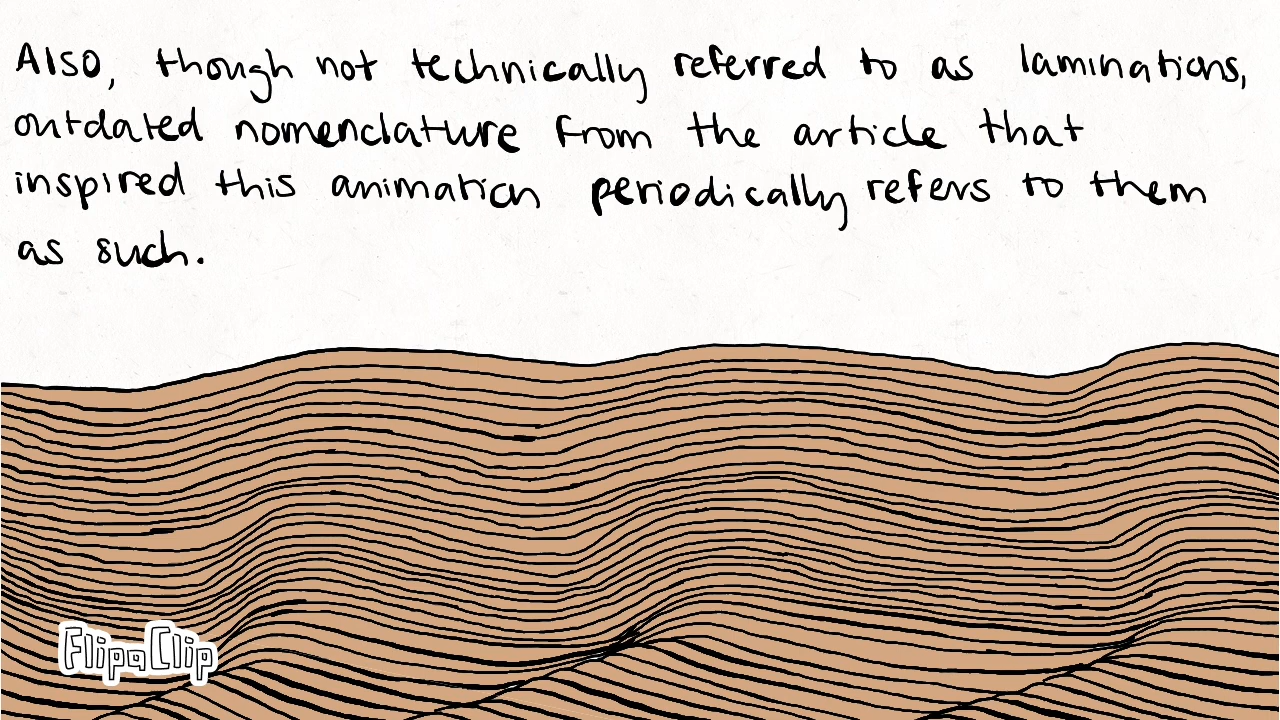 Also, though not technically referred to as laminations,
outdated nomenclature from the article that
inspired this animation periodically refers to them
as such.
FlipaClip